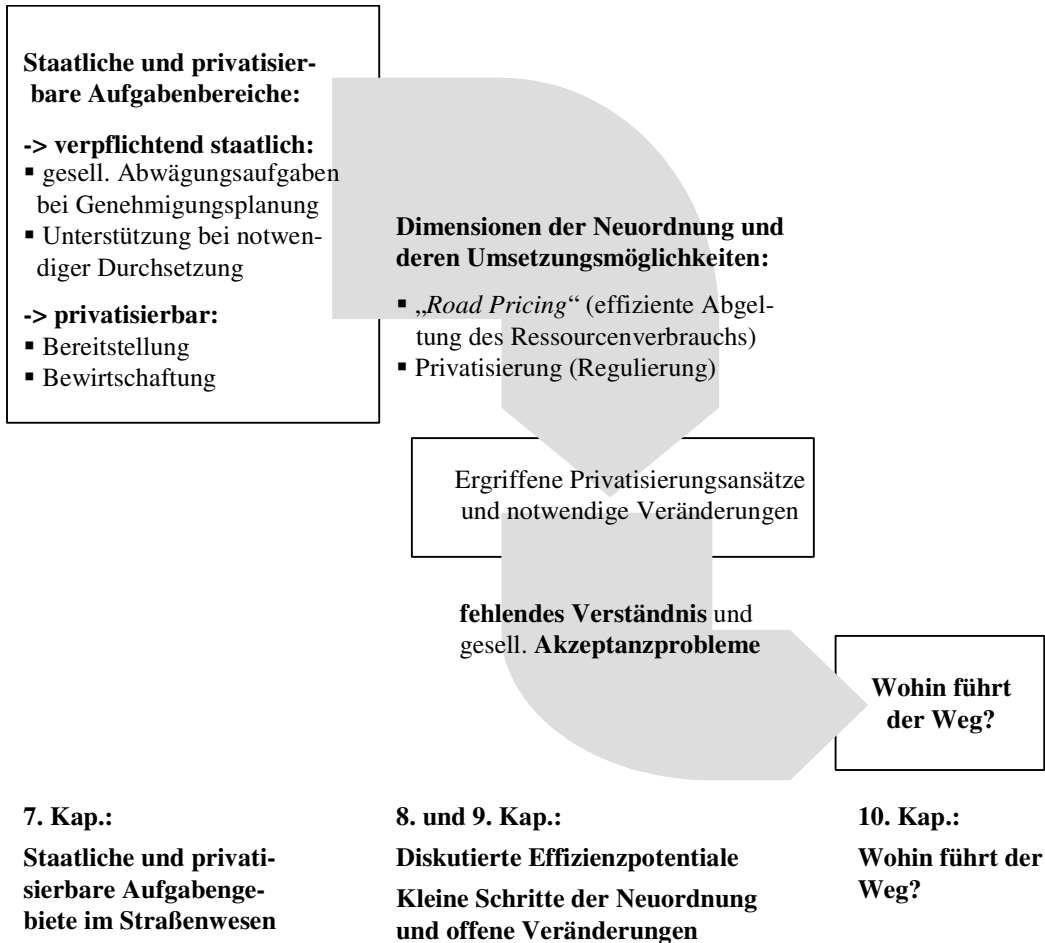 Staatliche und privatisier-
bare Aufgabenbereiche:
-> verpflichtend staatlich:
▪ gesell. Abwägungsaufgaben
bei Genehmigungsplanung
▪ Unterstützung bei notwen-
diger Durchsetzung
-> privatisierbar:
▪ Bereitstellung
▪ Bewirtschaftung
Dimensionen der Neuordnung und
deren Umsetzungsmöglichkeiten:
▪ „Road Pricing“ (effiziente Abgel-
tung des Ressourcenverbrauchs)
▪ Privatisierung (Regulierung)
Ergriffene Privatisierungsansätze
und notwendige Veränderungen
fehlendes Verständnis und
gesell. Akzeptanzprobleme
Wohin führt
der Weg?
7. Kap.:
Staatliche und privati-
sierbare Aufgabenge-
biete im Straßenwesen
8. und 9. Kap.:
Diskutierte Effizienzpotentiale
Kleine Schritte der Neuordnung
und offene Veränderungen
10. Kap.:
Wohin führt der
Weg?